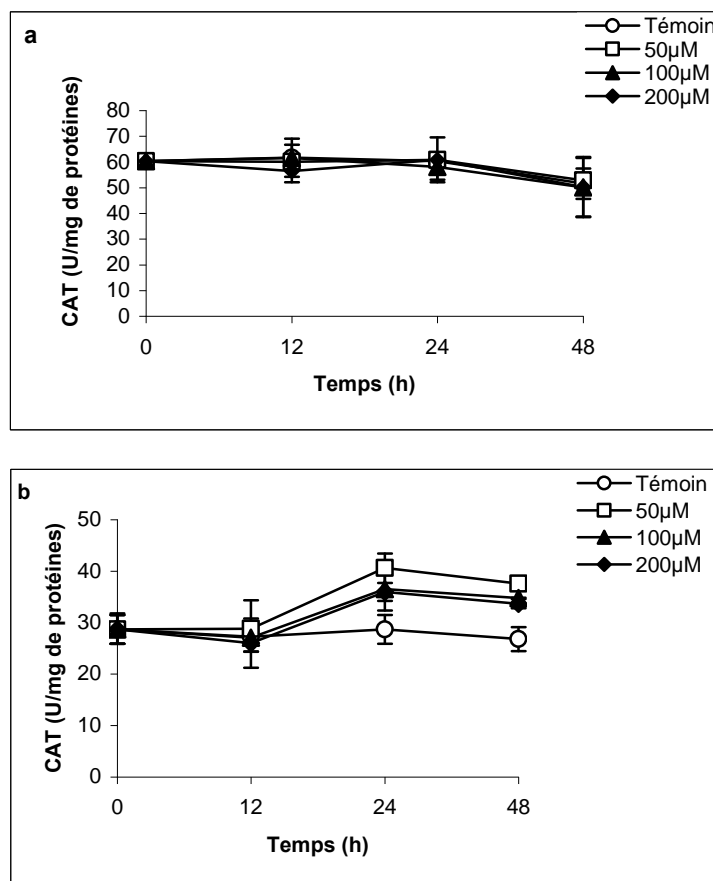 a
Témoin
50µM
100µM
200µM
80
70
60
50
40
30
20
10
0
CAT (U/mg de protéines)
0 12 24 48
Temps (h)
b
Témoin
50µM
100µM
200µM
50
40
30
20
10
0
CAT (U/mg de protéines)
0 12 24 48
Temps (h)